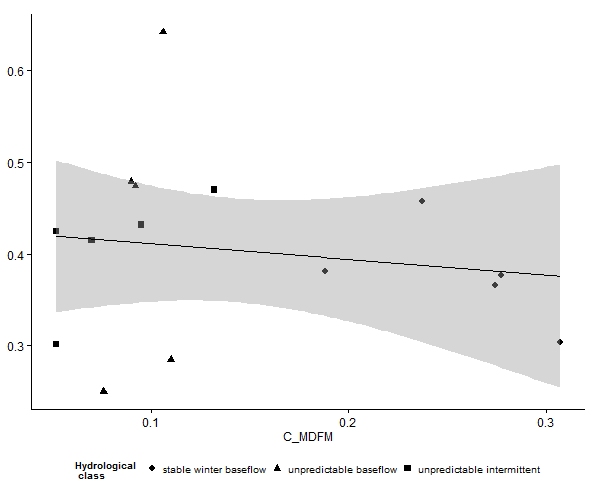 0.6
0.5
0.4
0.3
0.1 0.2 0.3
C_MDFM
Hydrological
class
stable winter baseflow unpredictable baseflow unpredictable intermittent